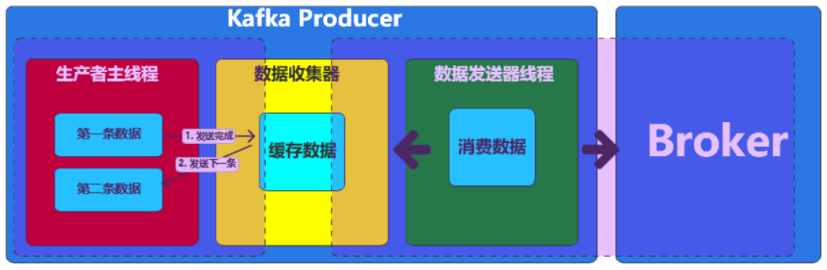 Kafka Producer
生产者主线程
数据收集器
数据发送器线程
第一条数据
1. 发送完成
缓存数据
消费数据
Broker
2. 发送下一条
第二条数据